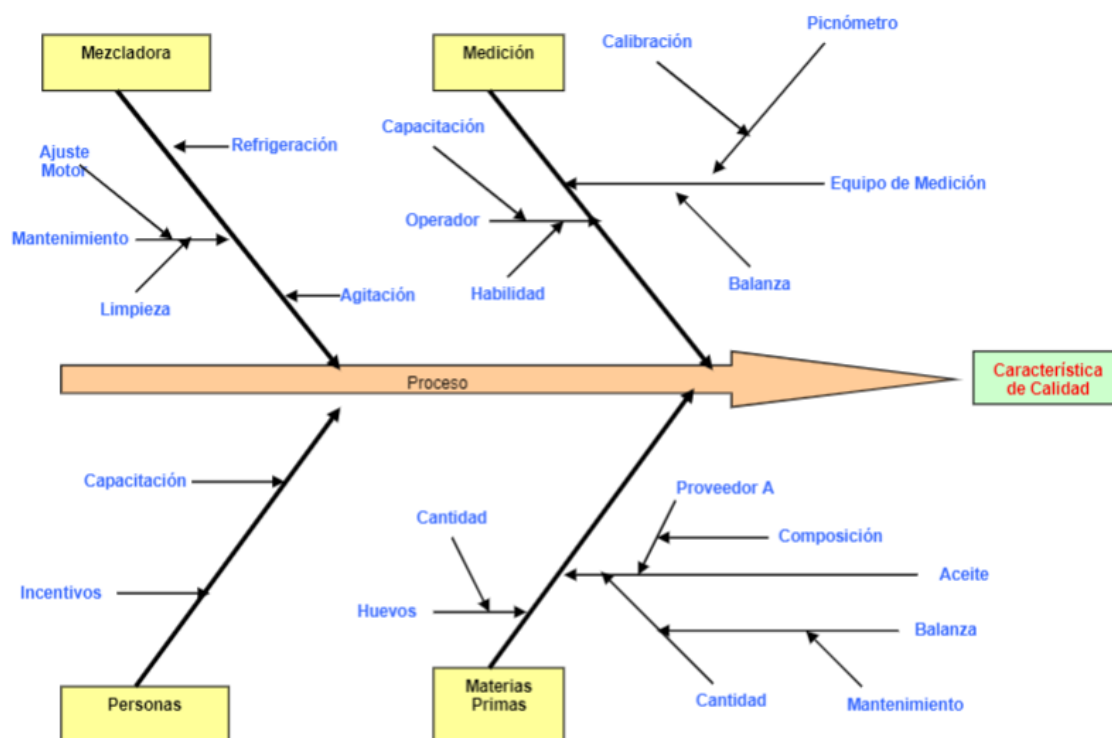 Picnómetro
Calibración
Mezcladora
Medición
Capacitación
Refrigeración
Ajuste
Motor
Equipo de Medición
Operador
Mantenimiento
Balanza
Habilidad
Agitación
Limpieza
Característica
de Calidad
Proceso
Capacitación
Proveedor A
Cantidad
Composición
Aceite
Incentivos
Huevos
Balanza
Materias
Primas
Cantidad
Mantenimiento
Personas